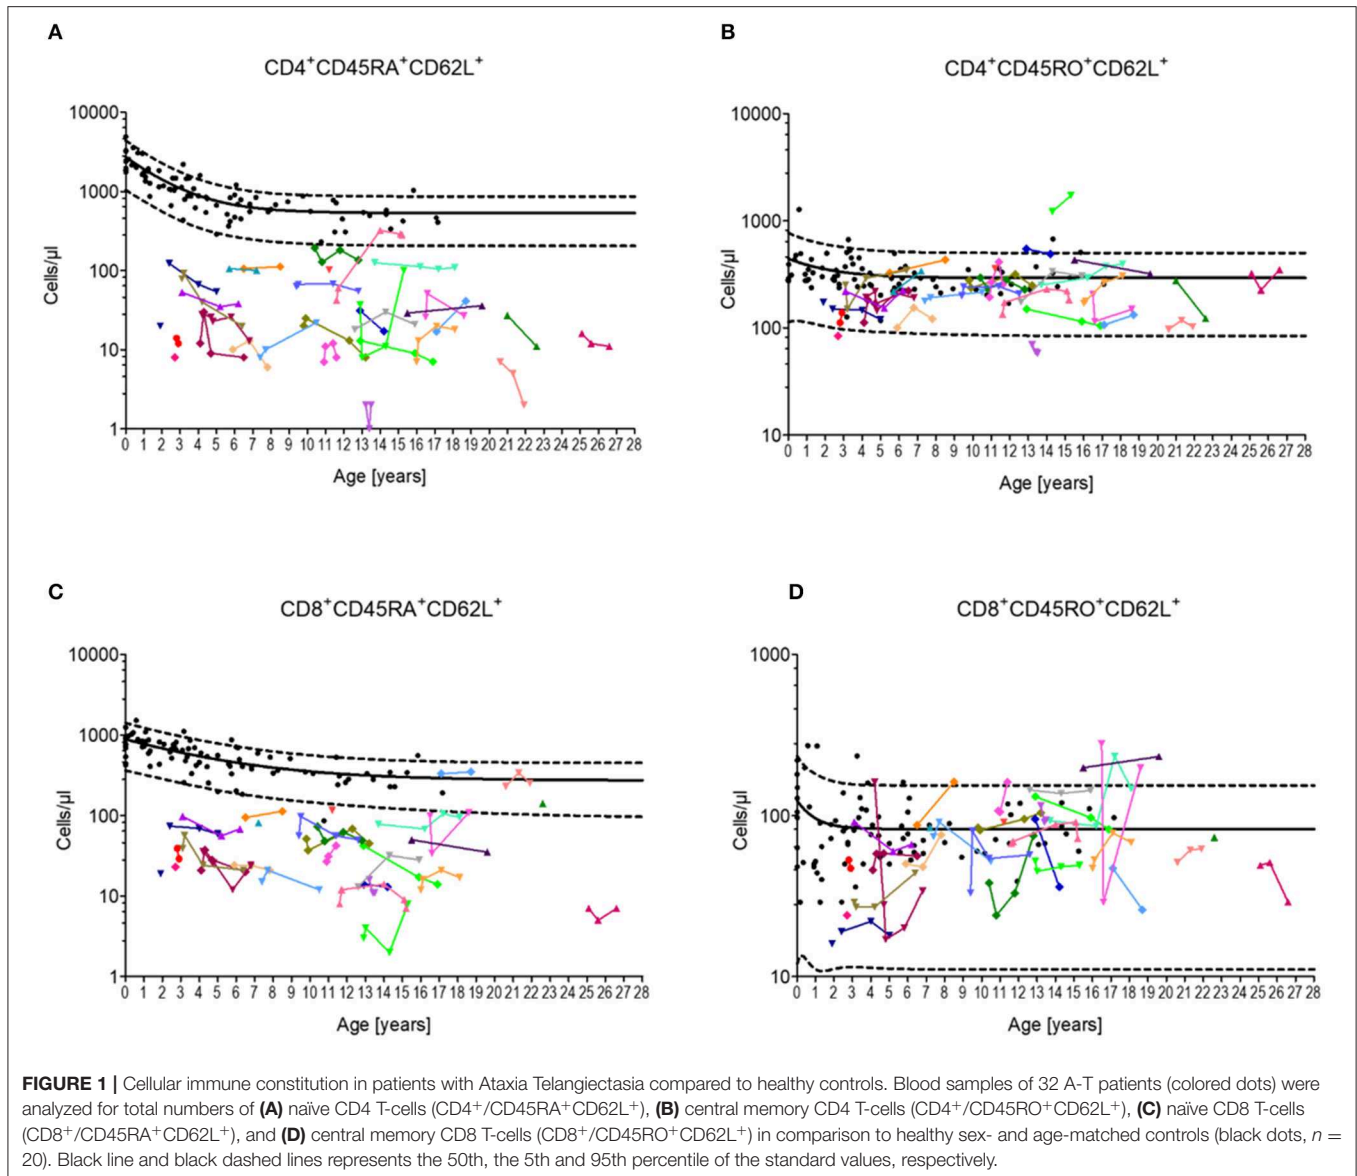 A
CD4⁺CD45RA⁺CD62L⁺
10000
1000
100
10
1
Cells/µl
0 1 2 3 4 5 6 7 8 9 10 11 12 13 14 15 16 17 18 19 20 21 22 23 24 25 26 27 28
Age [years]
B
CD4⁺CD45RO⁺CD62L⁺
10000
1000
100
10
Cells/µl
0 1 2 3 4 5 6 7 8 9 10 11 12 13 14 15 16 17 18 19 20 21 22 23 24 25 26 27 28
Age [years]
C
CD8⁺CD45RA⁺CD62L⁺
10000
1000
100
10
1
Cells/µl
0 1 2 3 4 5 6 7 8 9 10 11 12 13 14 15 16 17 18 19 20 21 22 23 24 25 26 27 28
Age [years]
D
CD8⁺CD45RO⁺CD62L⁺
1000
100
10
Cells/µl
0 1 2 3 4 5 6 7 8 9 10 11 12 13 14 15 16 17 18 19 20 21 22 23 24 25 26 27 28
Age [years]
FIGURE 1 | Cellular immune constitution in patients with Ataxia Telangiectasia compared to healthy controls. Blood samples of 32 A-T patients (colored dots) were
analyzed for total numbers of (A) naïve CD4 T-cells (CD4⁺/CD45RA⁺CD62L⁺), (B) central memory CD4 T-cells (CD4⁺/CD45RO⁺CD62L⁺), (C) naïve CD8 T-cells
(CD8⁺/CD45RA⁺CD62L⁺), and (D) central memory CD8 T-cells (CD8⁺/CD45RO⁺CD62L⁺) in comparison to healthy sex- and age-matched controls (black dots, n =
20). Black line and black dashed lines represents the 50th, the 5th and 95th percentile of the standard values, respectively.